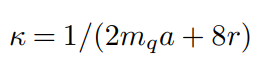 κ = 1/(2m_q a + 8r)